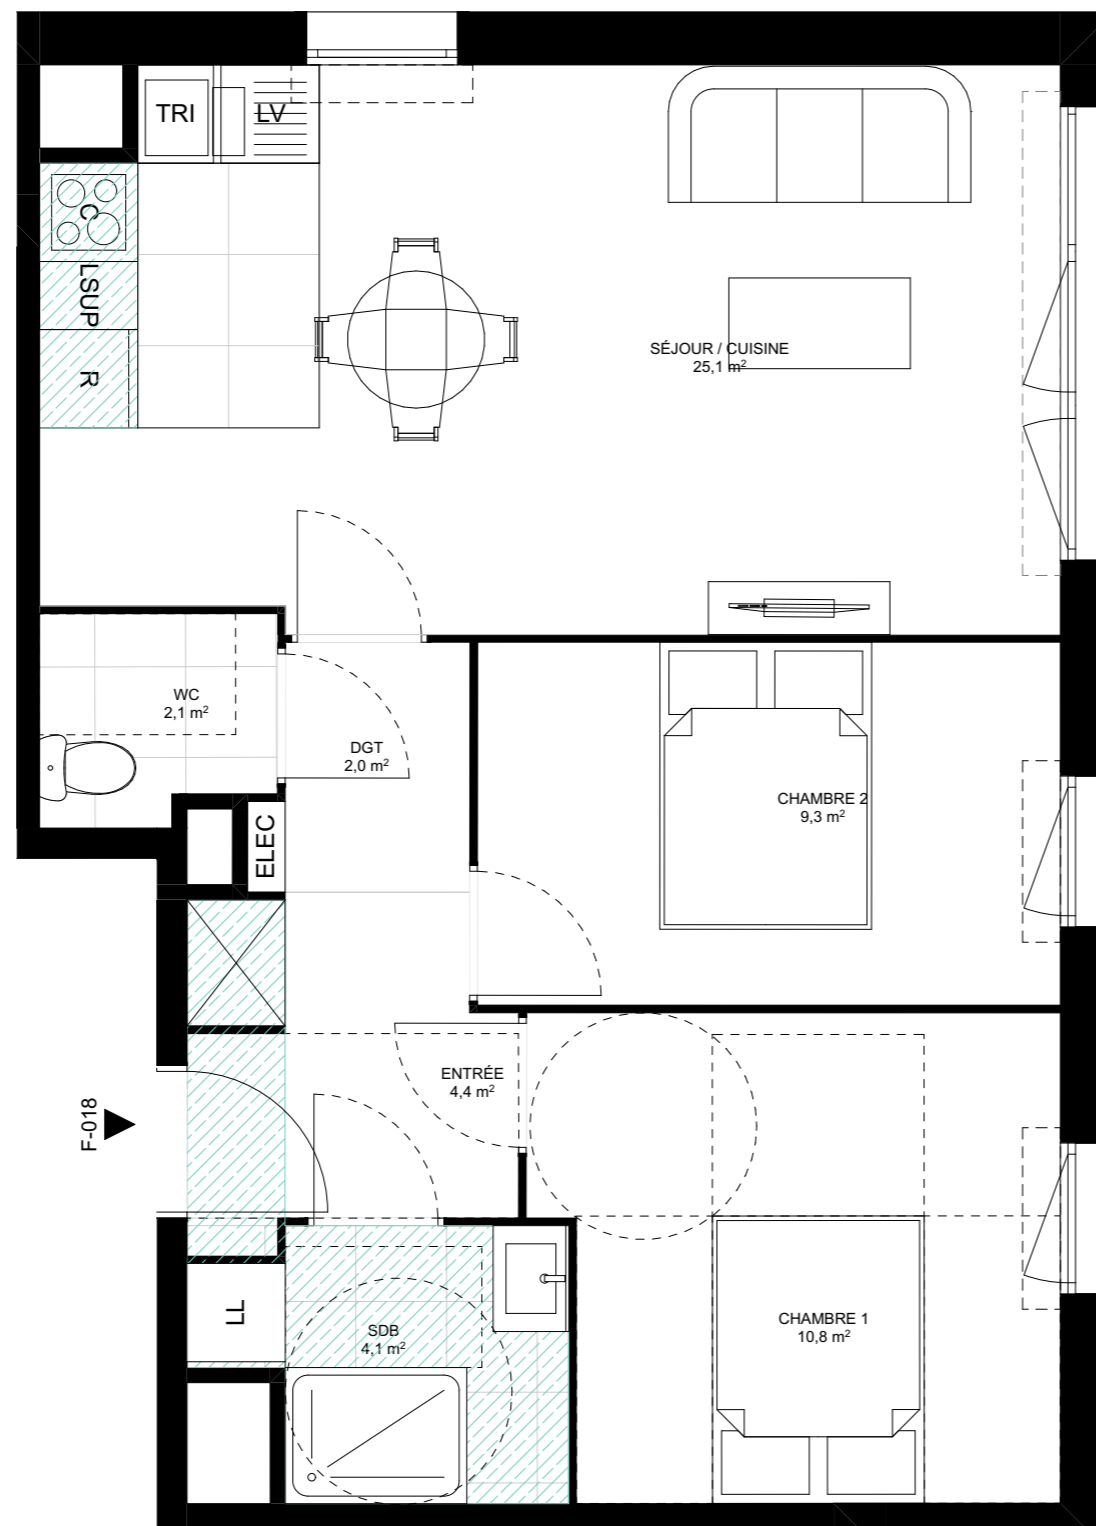 TRI
LV
C
LSUP
R
SÉJOUR / CUISINE
25,1 m²
WC
2,1 m²
DGT
2,0 m²
CHAMBRE 2
9,3 m²
ELEC
ENTRÉE
4,4 m²
F-018
LL
SDB
4,1 m²
CHAMBRE 1
10,8 m²